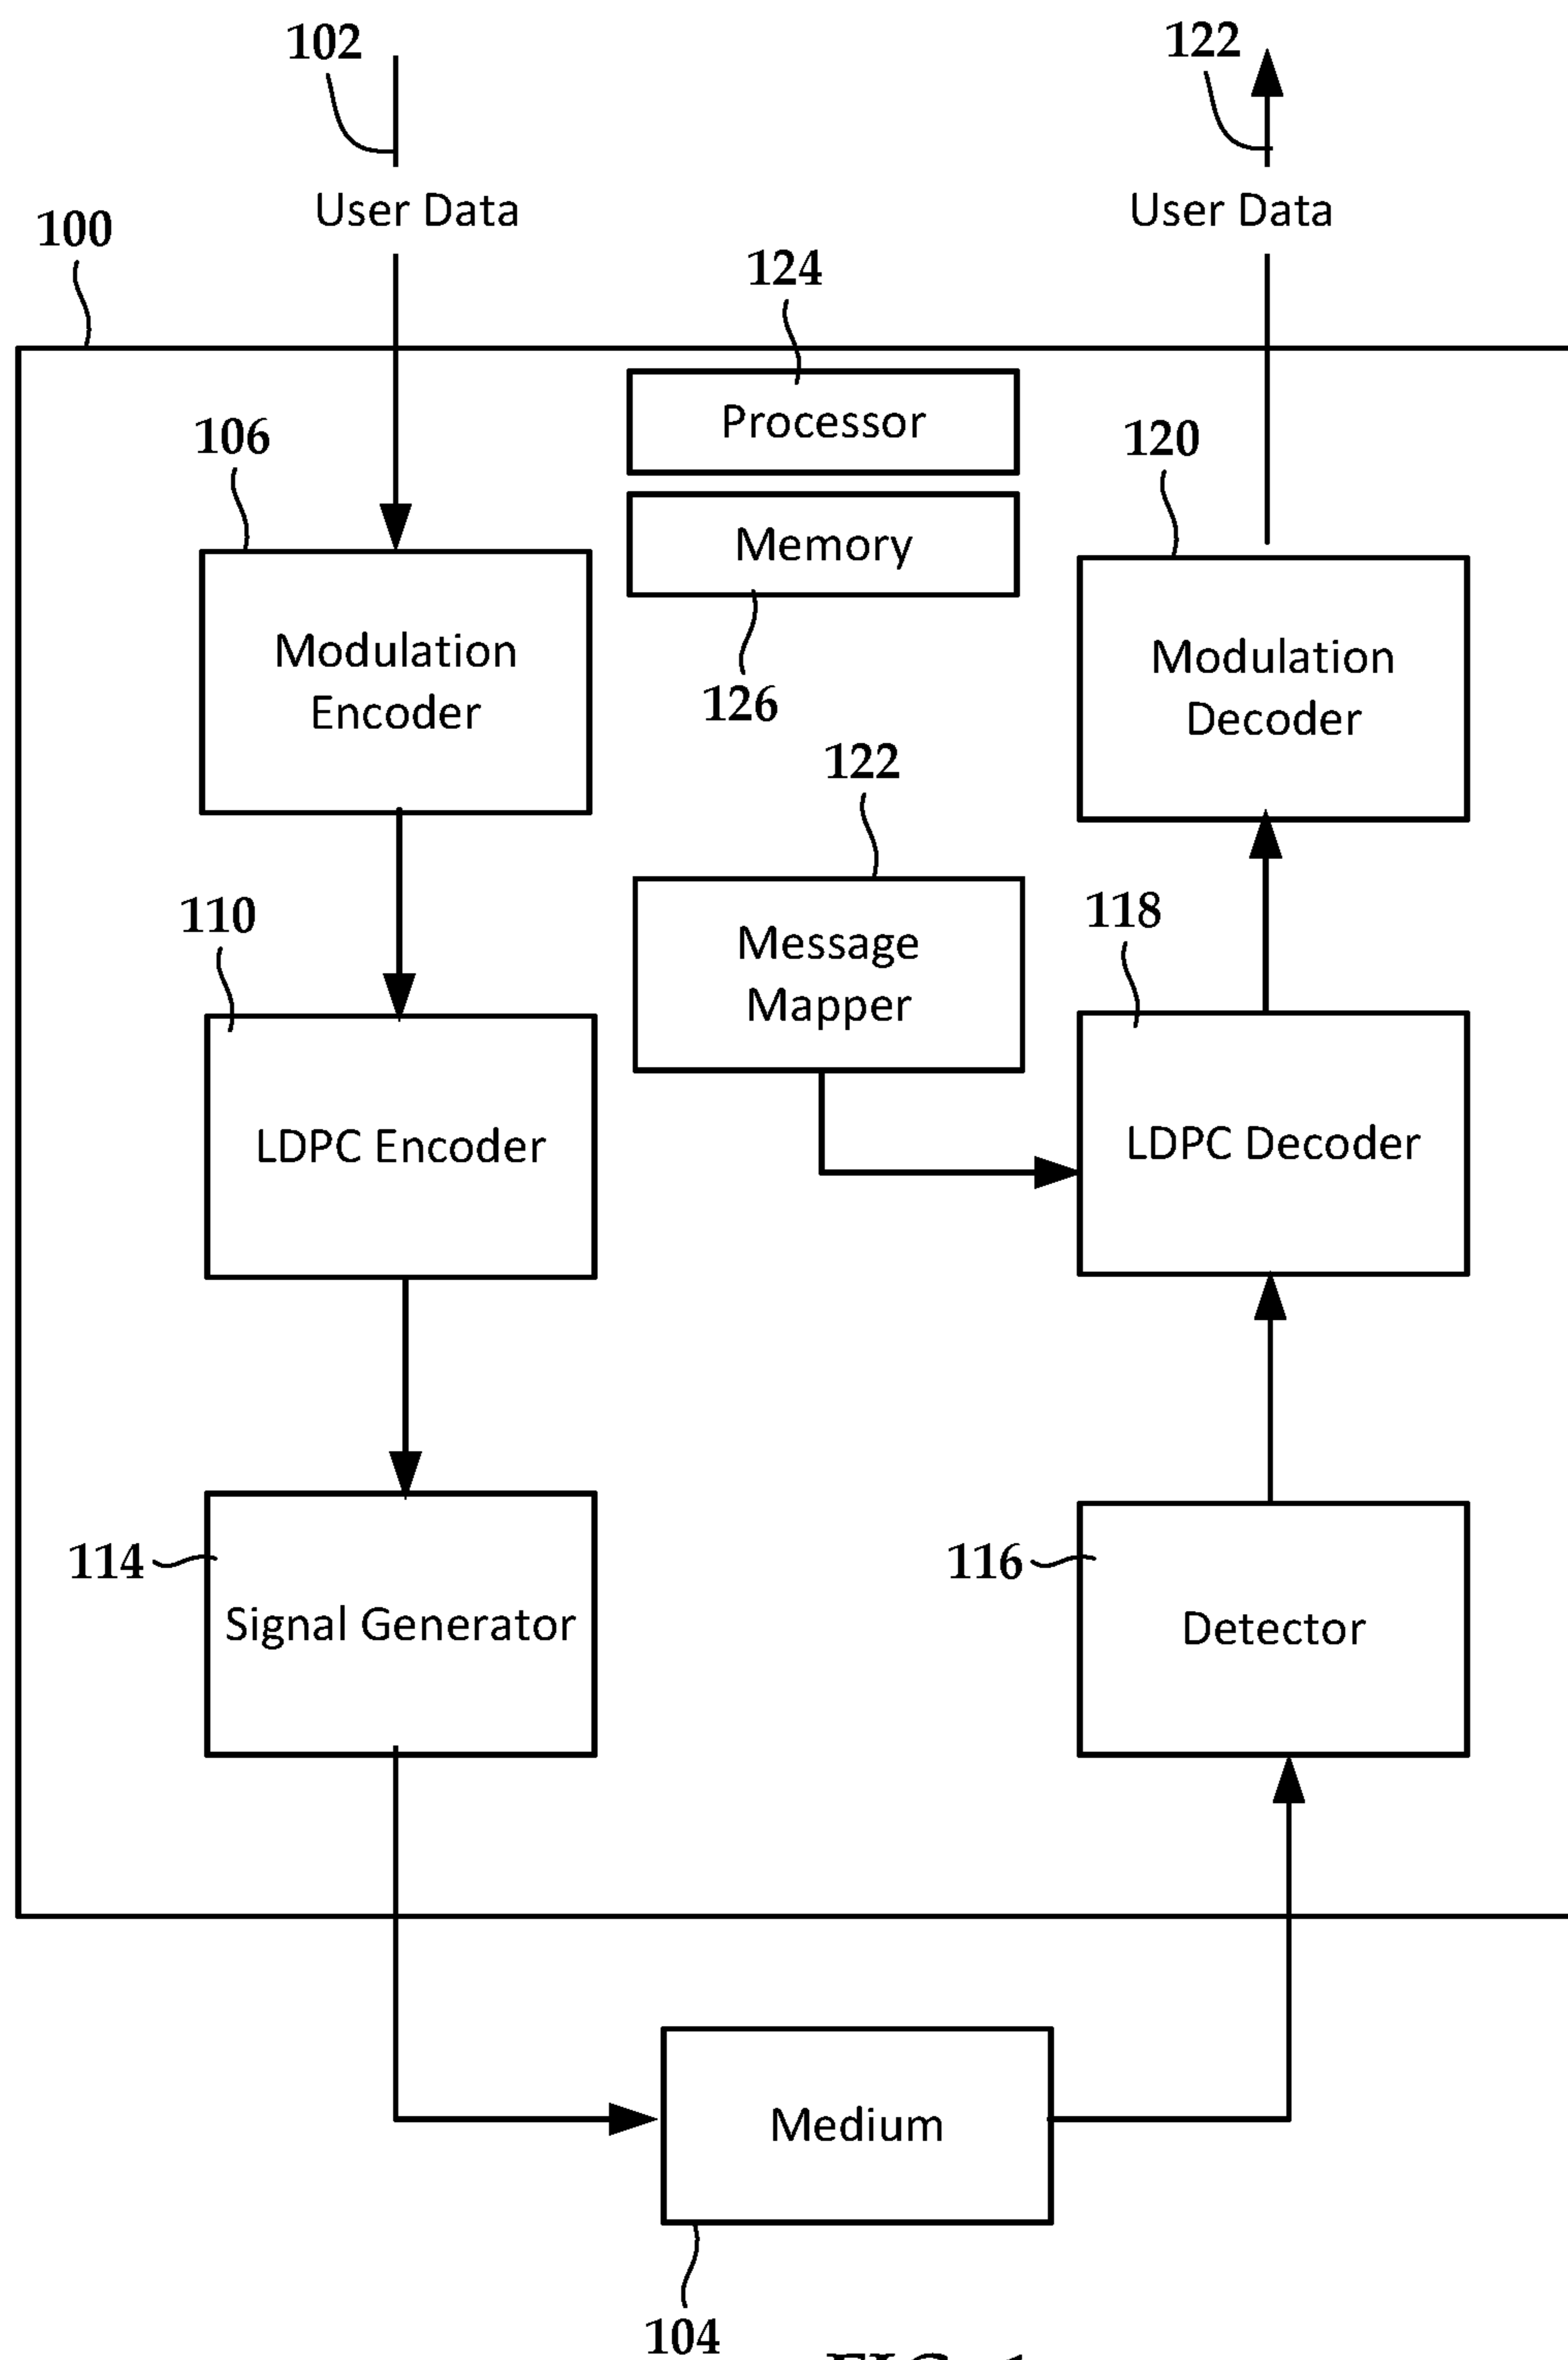 102
122
User Data
User Data
100
124
Processor
106
120
Memory
Modulation
Encoder
Modulation
Decoder
126
122
110
Message
Mapper
118
LDPC Encoder
LDPC Decoder
114
116
Signal Generator
Detector
Medium
104